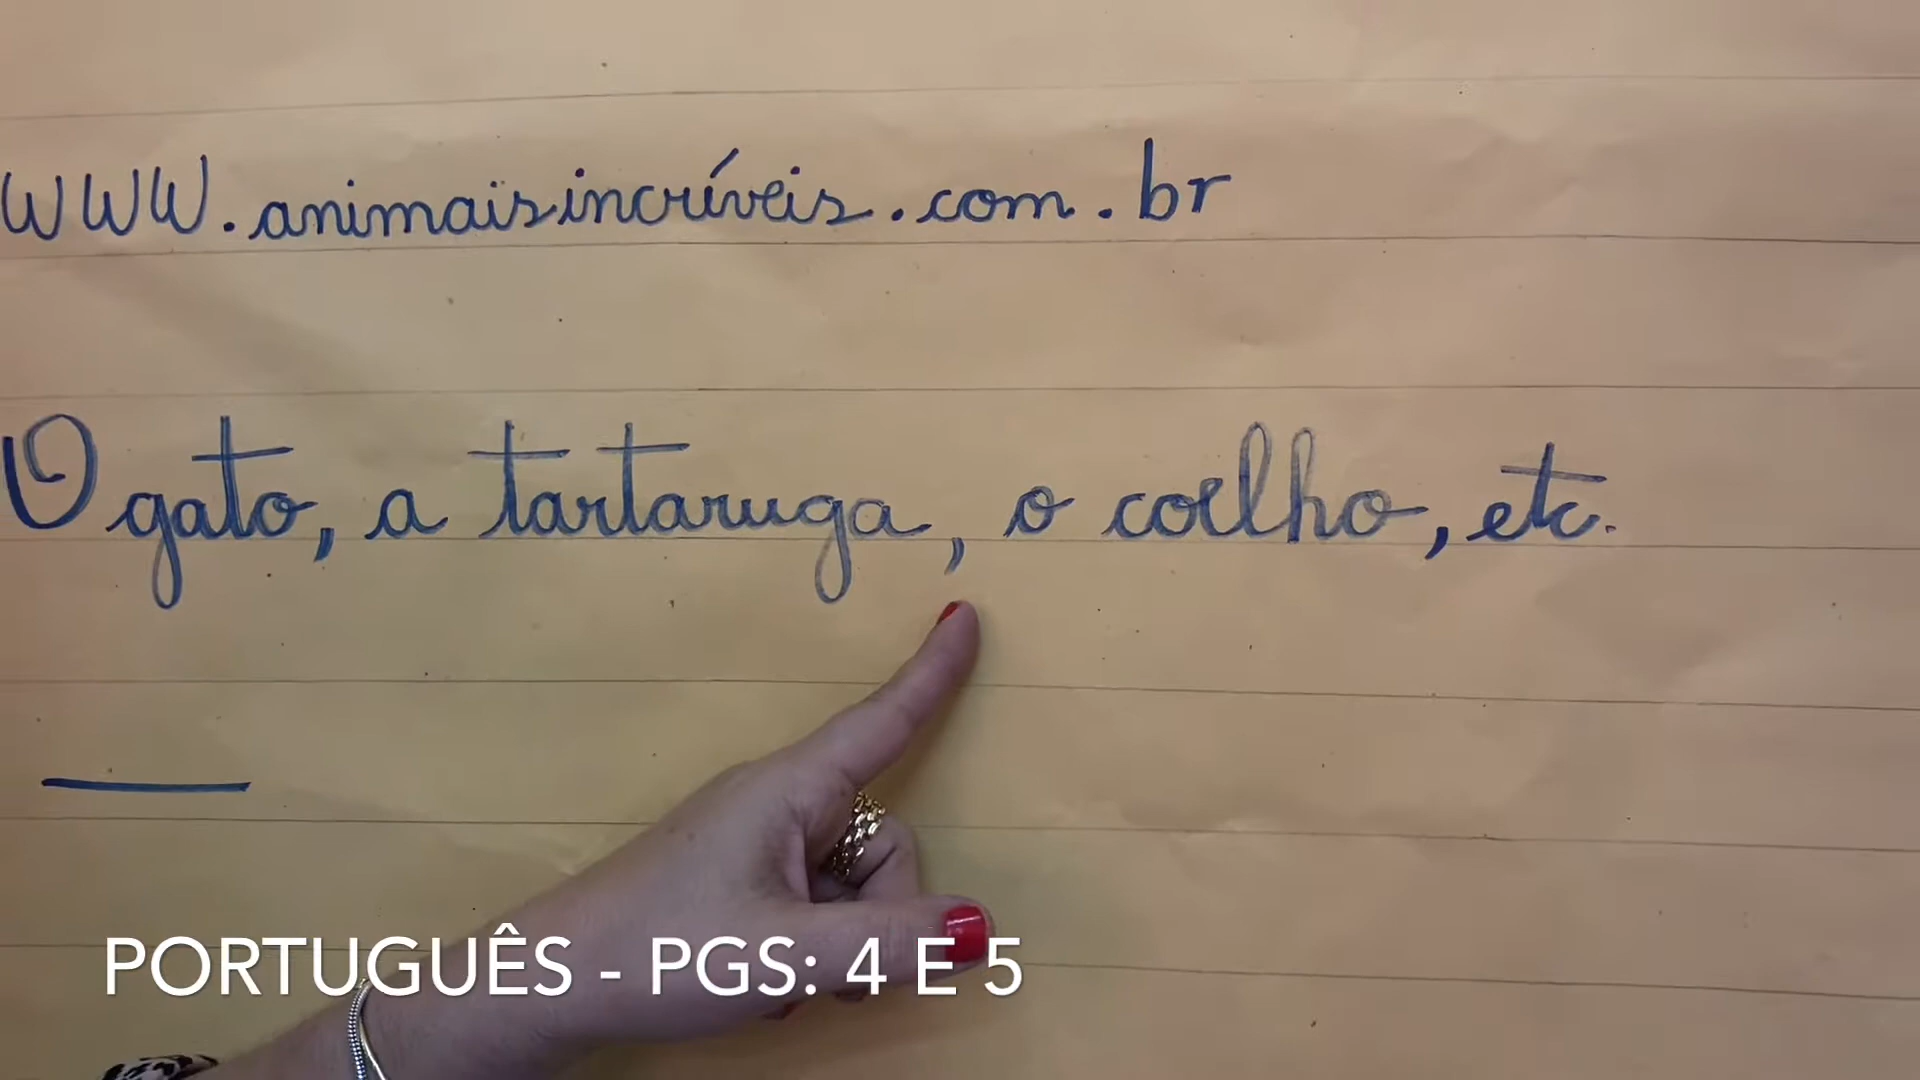 WWW.animaisincríveis.com.br
O gato, a tartaruga, o coelho, etc.
PORTUGUÊS - PGS: 4 E 5